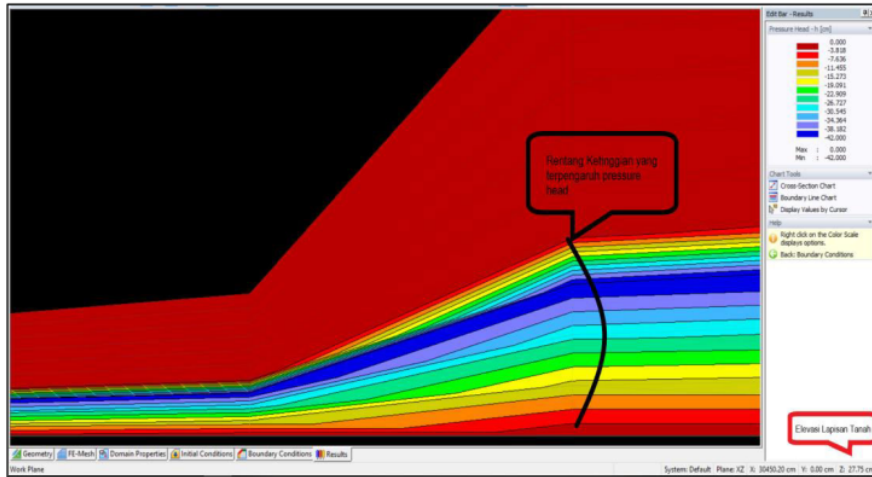 Edit Bar - Results
Pressure Head - h [cm]
0.000
-3.818
-7.636
-11.455
-15.273
-19.091
-22.909
-26.727
-30.545
-34.364
-38.182
-42.000
Max : 0.000
Min : -42.000
Chart Tools
Cross-Section Chart
Boundary Line Chart
Display Values by Cursor
Help
Right click on the Color Scale
displays options.
Back: Boundary Conditions
Rentang Ketinggian yang
terpengaruh pressure
head
Elevasi Lapisan Tanah
Geometry FE-Mesh Domain Properties Initial Conditions Boundary Conditions Results
Work Plane
System: Default Plane: XZ X: 30450.20 cm Y: 0.00 cm Z: 27.75 cm